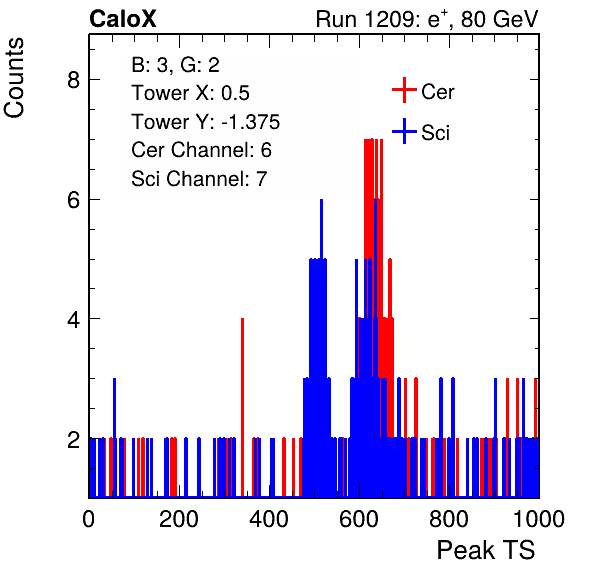 CaloX Run 1209: e⁺, 80 GeV
Counts
B: 3, G: 2
Tower X: 0.5
Tower Y: -1.375
Cer Channel: 6
Sci Channel: 7
Cer
Sci
8
6
4
2
0 200 400 600 800 1000
Peak TS